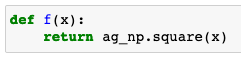 def f(x):
    return ag_np.square(x)